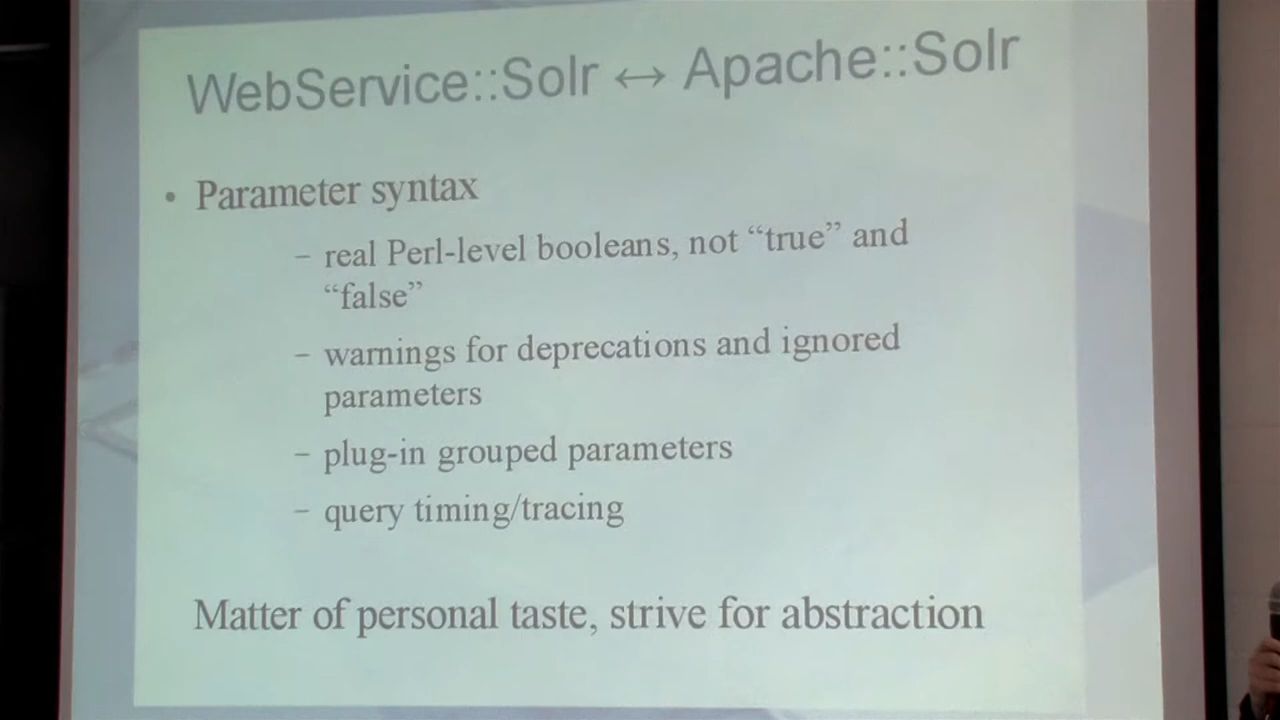 WebService::Solr ↔ Apache::Solr
• Parameter syntax
– real Perl-level booleans, not “true” and
“false”
– warnings for deprecations and ignored
parameters
– plug-in grouped parameters
– query timing/tracing
Matter of personal taste, strive for abstraction